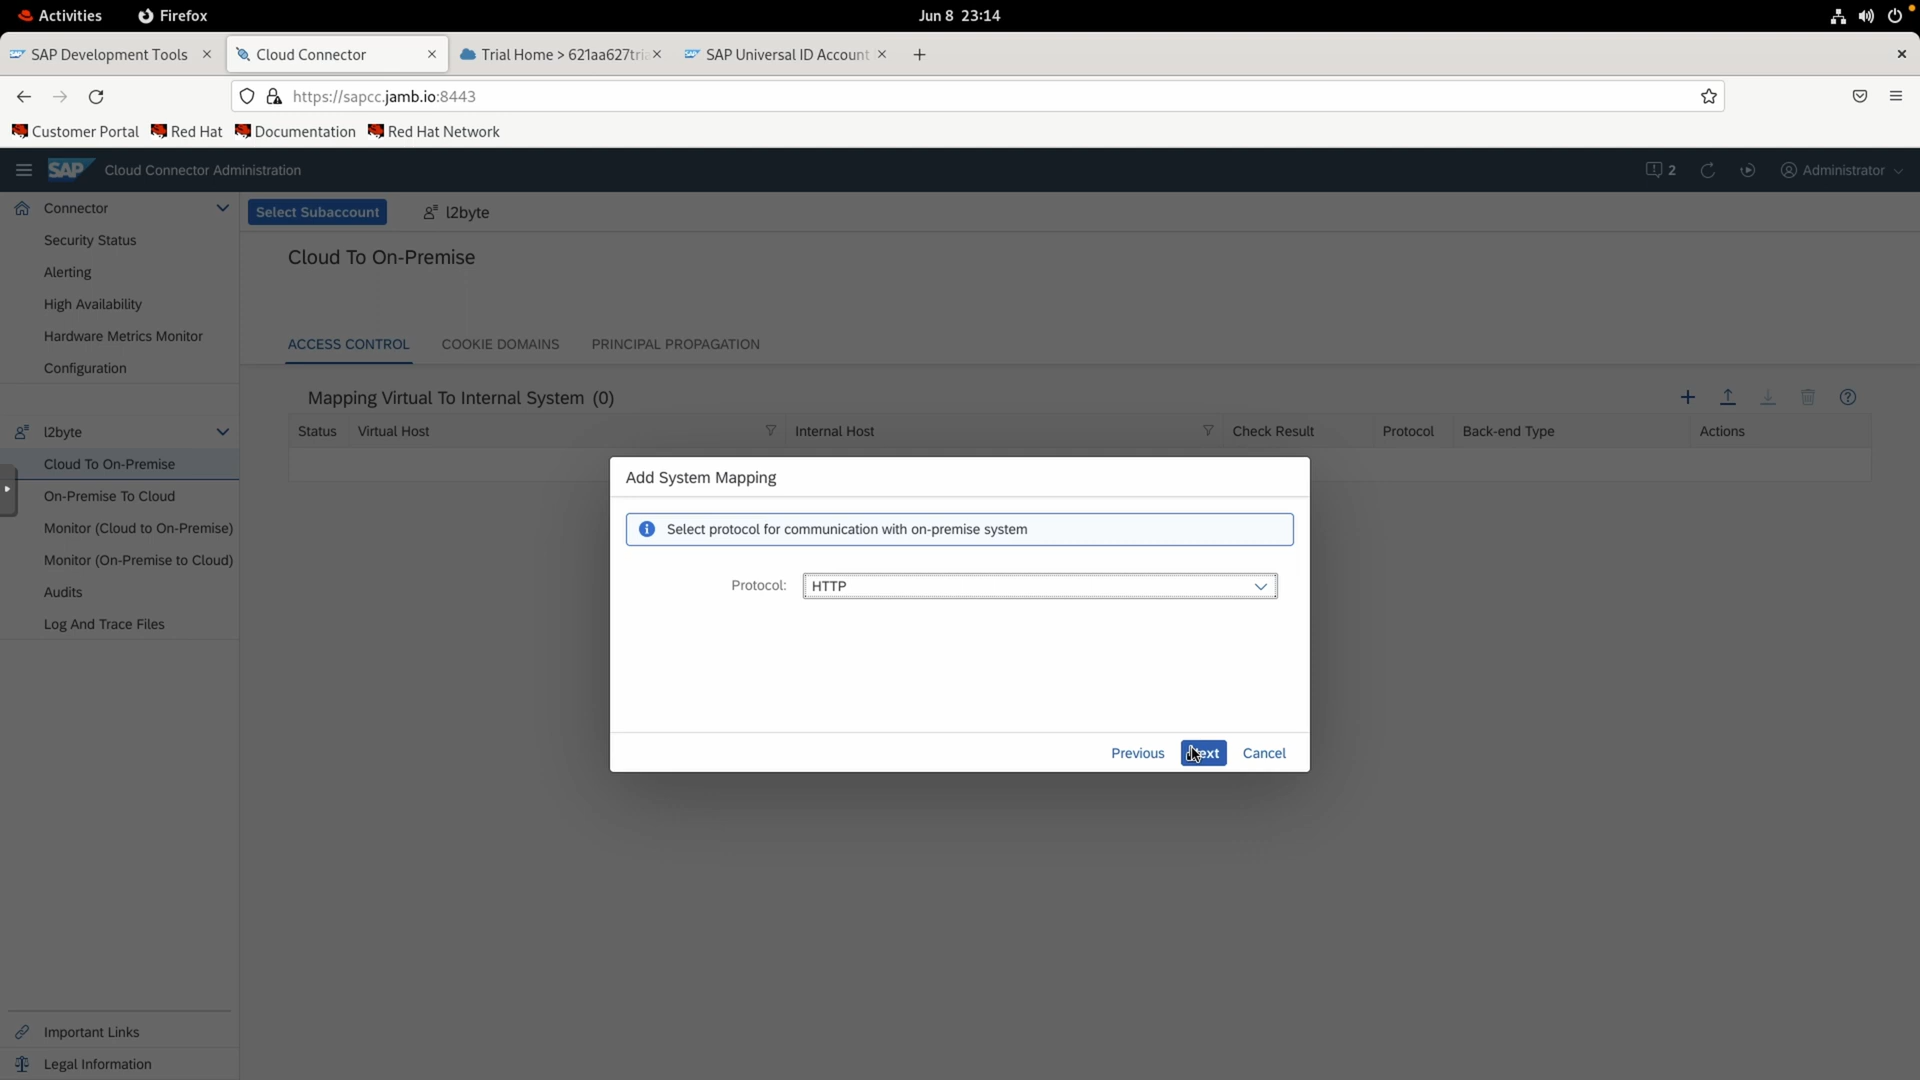 Activities Firefox Jun 8 23:14
SAP Development Tools Cloud Connector Trial Home > 621aa627tria SAP Universal ID Account
https://sapcc.jamb.io:8443
Customer Portal Red Hat Documentation Red Hat Network
SAP Cloud Connector Administration 2 Administrator
Connector
Security Status
Alerting
High Availability
Hardware Metrics Monitor
Configuration
l2byte
Cloud To On-Premise
On-Premise To Cloud
Monitor (Cloud to On-Premise)
Monitor (On-Premise to Cloud)
Audits
Log And Trace Files
Important Links
Legal Information
Select Subaccount l2byte
Cloud To On-Premise
ACCESS CONTROL COOKIE DOMAINS PRINCIPAL PROPAGATION
Mapping Virtual To Internal System (0)
Status Virtual Host Internal Host Check Result Protocol Back-end Type Actions
Add System Mapping
Select protocol for communication with on-premise system
Protocol: HTTP
Previous Next Cancel